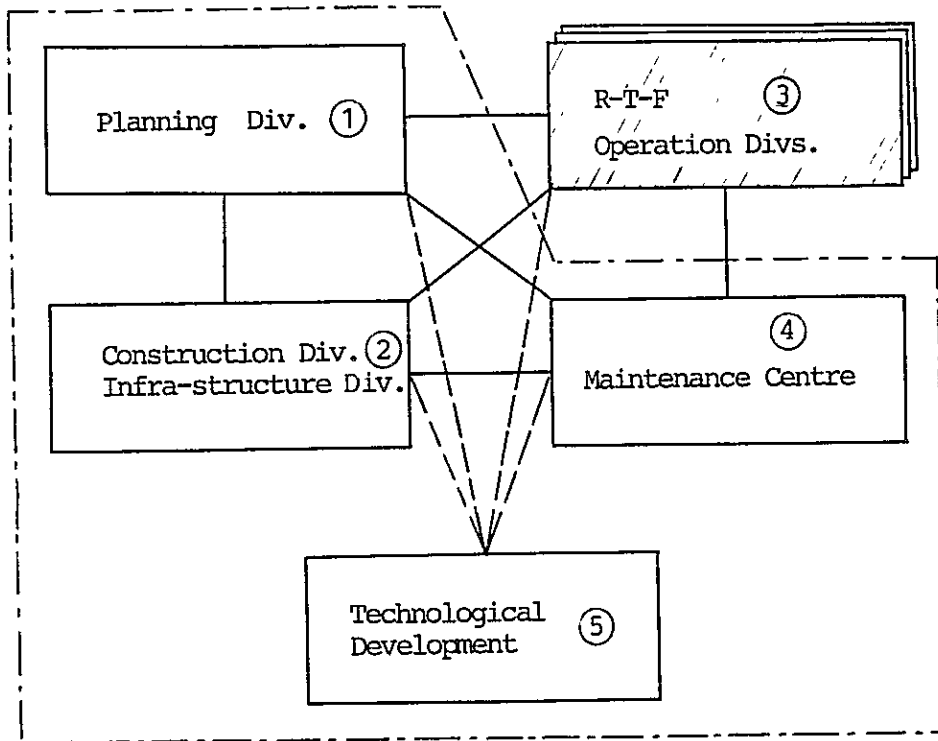 Planning Div. ①
R-T-F ③
Operation Divs.
Construction Div. ②
Infra-structure Div.
④
Maintenance Centre
Technological
Development ⑤